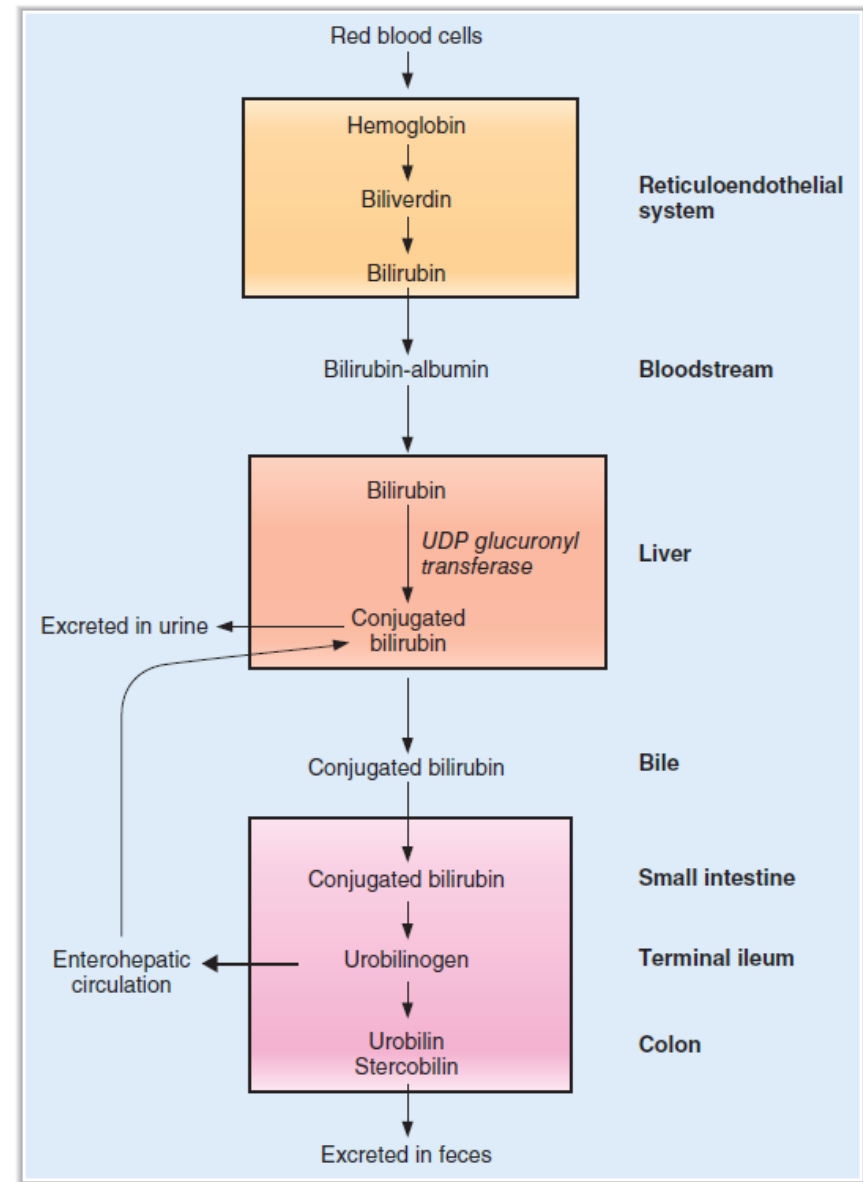 Red blood cells
Hemoglobin
Biliverdin
Bilirubin
Reticuloendothelial
system
Bilirubin-albumin
Bloodstream
Bilirubin
UDP glucuronyl
transferase
Liver
Excreted in urine
Conjugated
bilirubin
Conjugated bilirubin
Bile
Conjugated bilirubin
Small intestine
Enterohepatic
circulation
Urobilinogen
Terminal ileum
Urobilin
Stercobilin
Colon
Excreted in feces